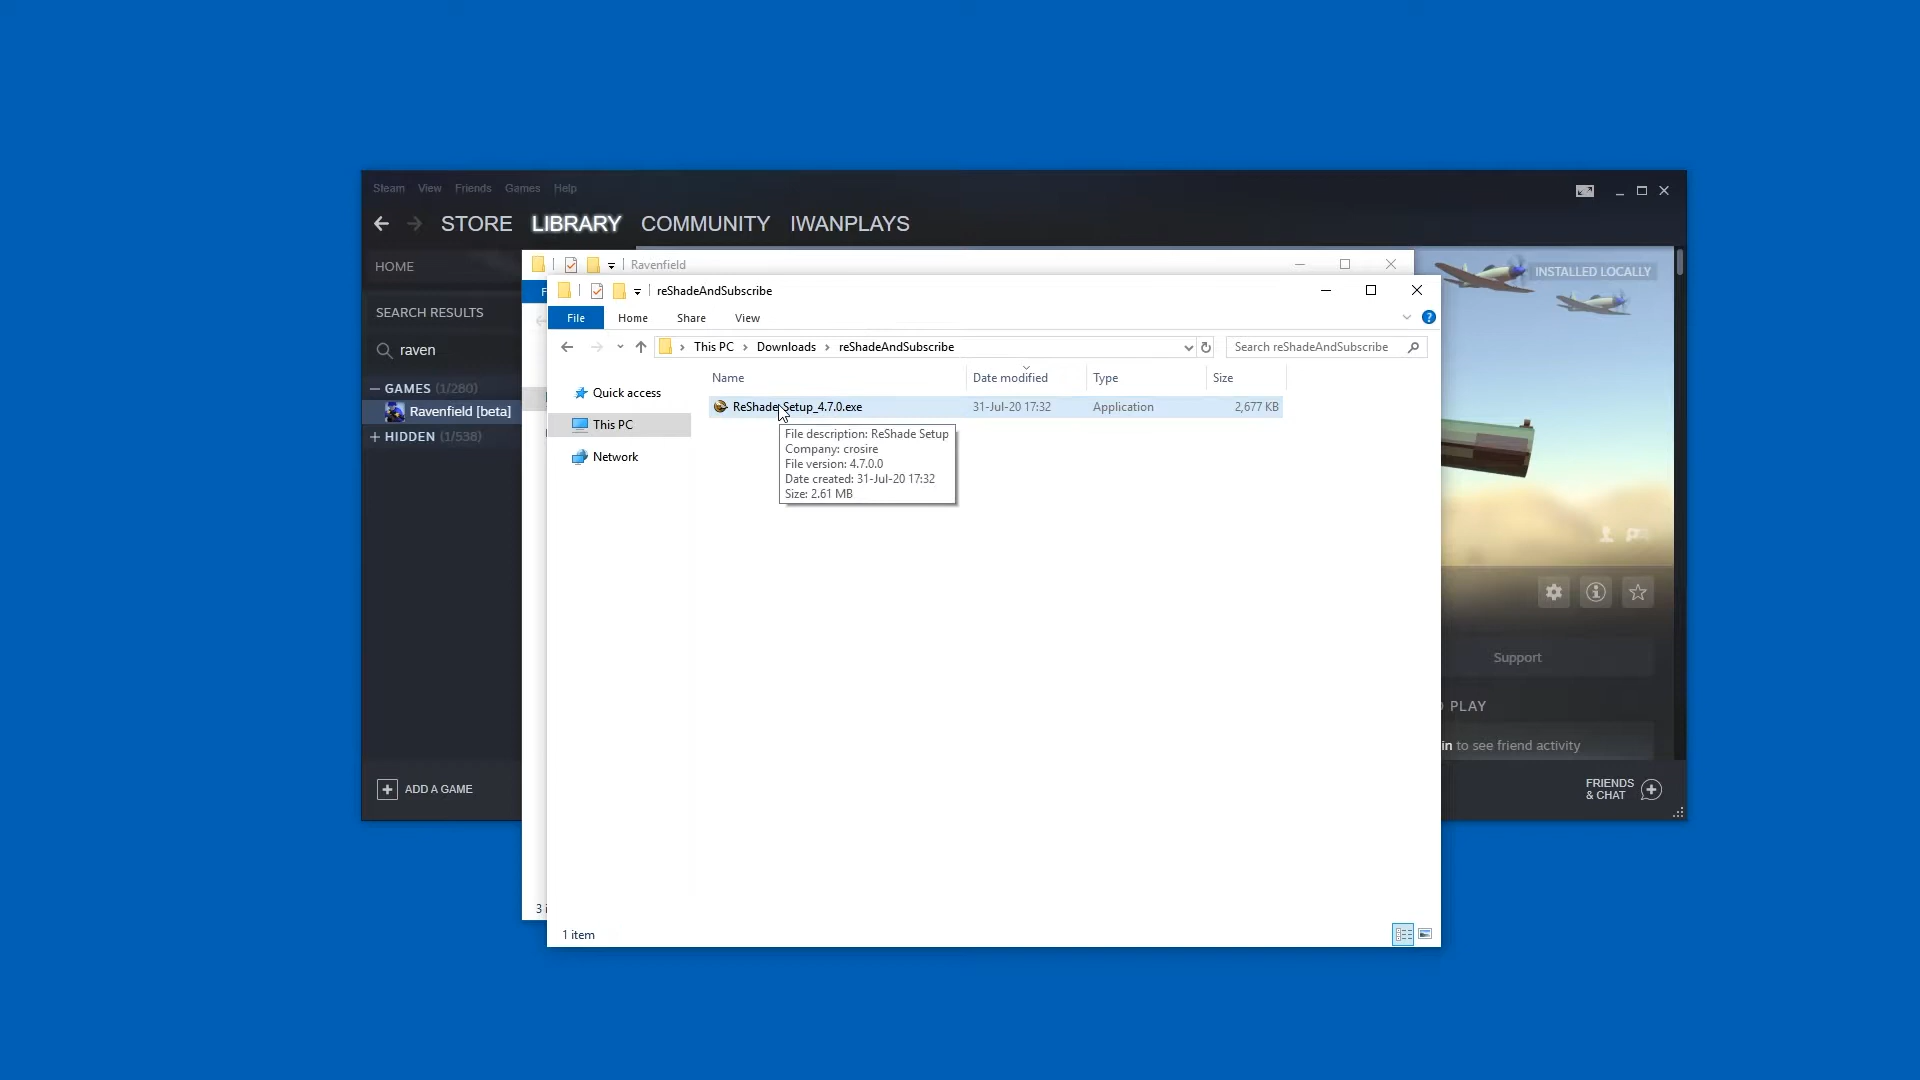 Steam View Friends Games Help
STORE LIBRARY COMMUNITY IWANPLAYS
HOME
SEARCH RESULTS
raven
GAMES (1/280)
Ravenfield [beta]
HIDDEN (1/538)
ADD A GAME
Ravenfield
reShadeAndSubscribe
File Home Share View
This PC > Downloads > reShadeAndSubscribe
Search reShadeAndSubscribe
Quick access
This PC
Network
Name Date modified Type Size
ReShade_Setup_4.7.0.exe 31-Jul-20 17:32 Application 2,677 KB
File description: ReShade Setup
Company: crosire
File version: 4.7.0.0
Date created: 31-Jul-20 17:32
Size: 2.61 MB
3
1 item
INSTALLED LOCALLY
Support
PLAY
in to see friend activity
FRIENDS
& CHAT